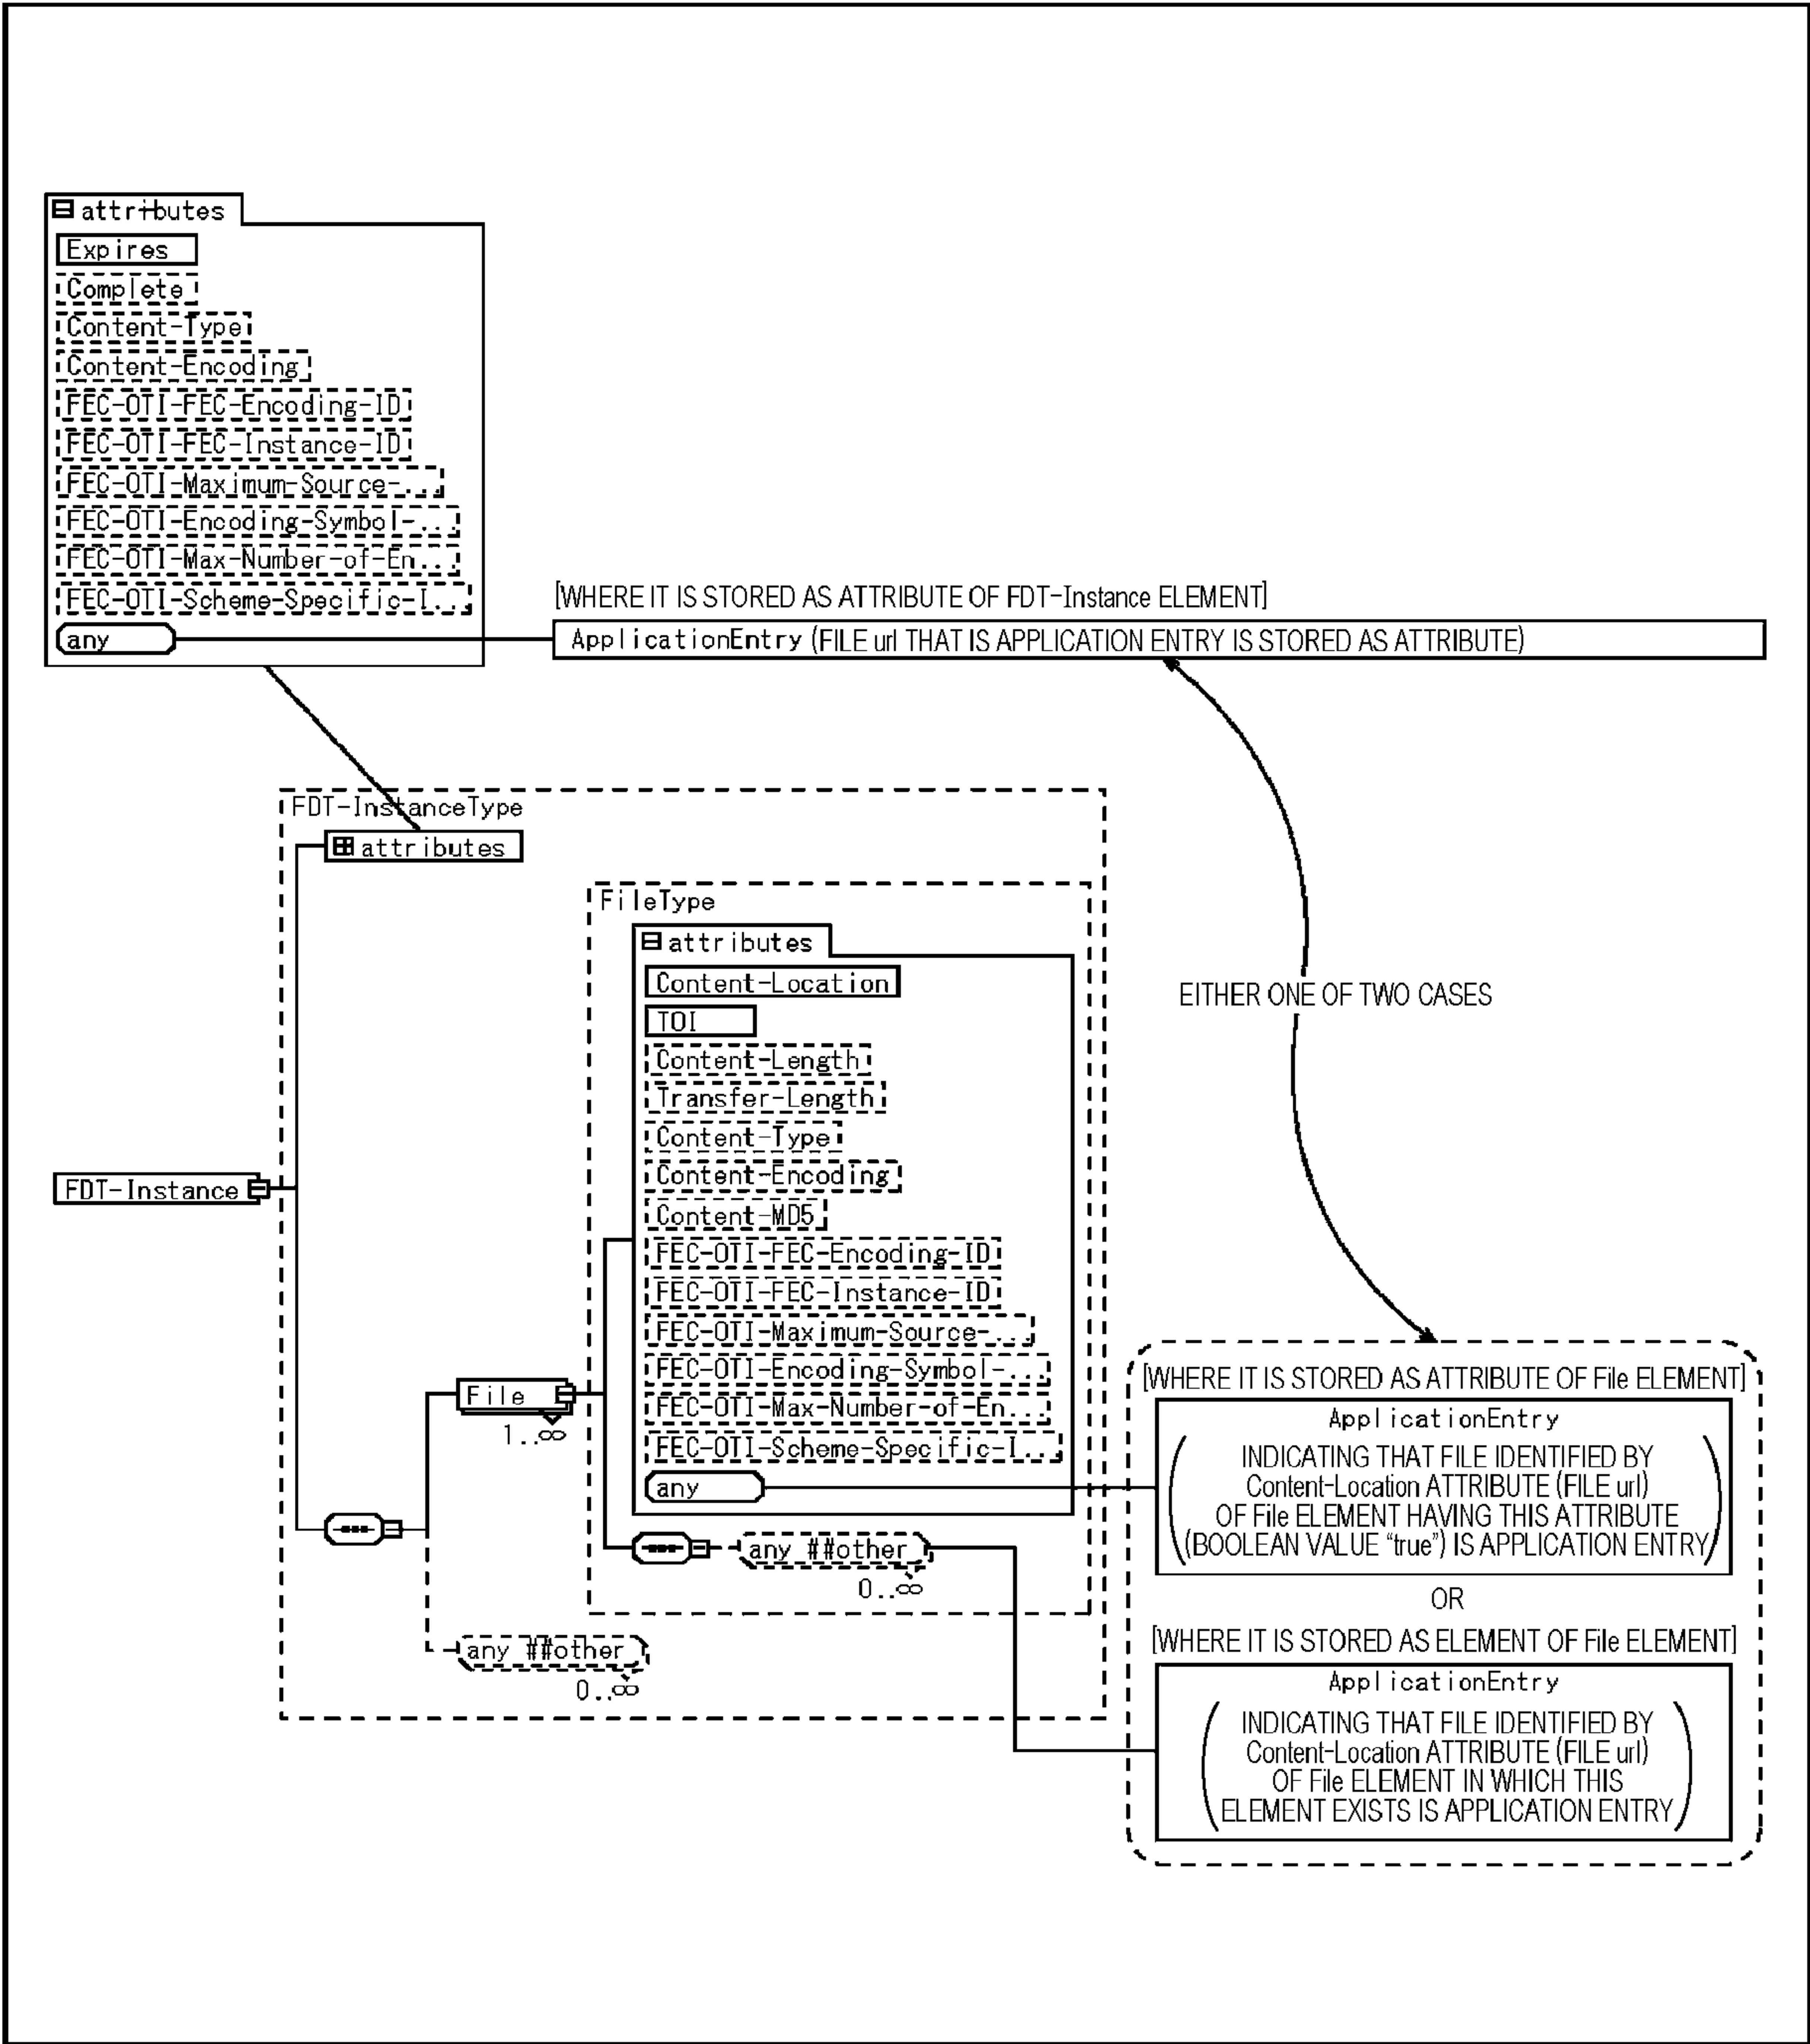 attributes
Expires
Complete
Content-Type
Content-Encoding
FEC-OTI-FEC-Encoding-ID
FEC-OTI-FEC-Instance-ID
FEC-OTI-Maximum-Source-...
FEC-OTI-Encoding-Symbol-...
FEC-OTI-Max-Number-of-En...
FEC-OTI-Scheme-Specific-I...
any
[WHERE IT IS STORED AS ATTRIBUTE OF FDT-Instance ELEMENT]
ApplicationEntry (FILE url THAT IS APPLICATION ENTRY IS STORED AS ATTRIBUTE)
FDT-InstanceType
attributes
FileType
attributes
Content-Location
TOI
Content-Length
Transfer-Length
Content-Type
Content-Encoding
Content-MD5
FEC-OTI-FEC-Encoding-ID
FEC-OTI-FEC-Instance-ID
FEC-OTI-Maximum-Source-...
FEC-OTI-Encoding-Symbol-...
FEC-OTI-Max-Number-of-En...
FEC-OTI-Scheme-Specific-I...
any
any ##other
0..∞
EITHER ONE OF TWO CASES
FDT-Instance
File
1..∞
any ##other
0..∞
[WHERE IT IS STORED AS ATTRIBUTE OF File ELEMENT]
ApplicationEntry
INDICATING THAT FILE IDENTIFIED BY
Content-Location ATTRIBUTE (FILE url)
OF File ELEMENT HAVING THIS ATTRIBUTE
(BOOLEAN VALUE “true”) IS APPLICATION ENTRY
OR
[WHERE IT IS STORED AS ELEMENT OF File ELEMENT]
ApplicationEntry
INDICATING THAT FILE IDENTIFIED BY
Content-Location ATTRIBUTE (FILE url)
OF File ELEMENT IN WHICH THIS
ELEMENT EXISTS IS APPLICATION ENTRY